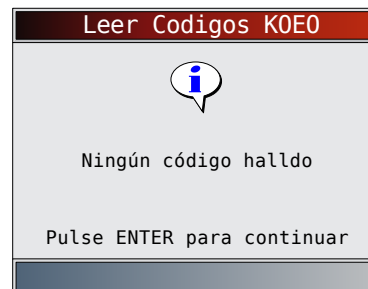 Leer Codigos KOEO
i
Ningún código halldo
Pulse ENTER para continuar